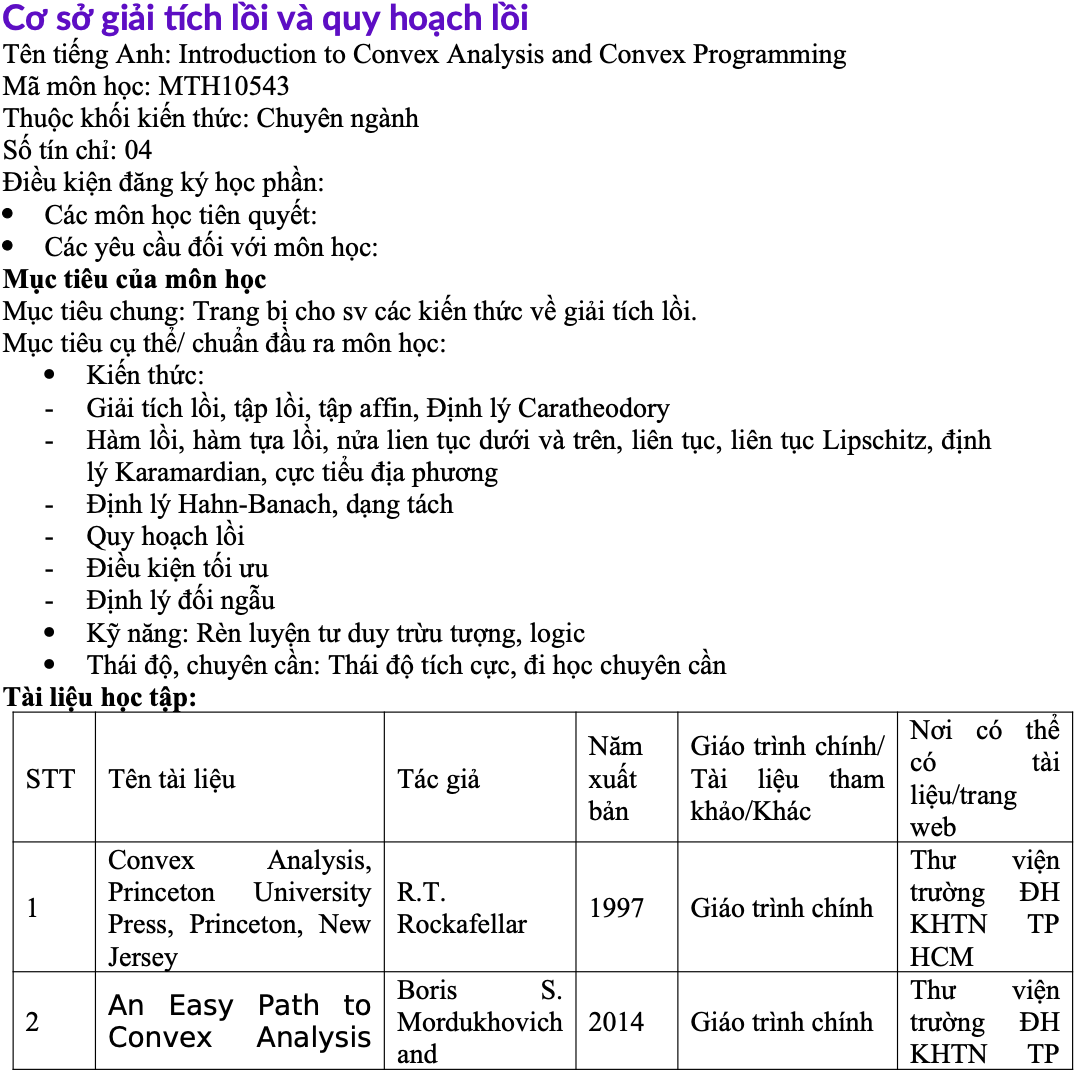 Cơ sở giải tích lồi và quy hoạch lồi
Tên tiếng Anh: Introduction to Convex Analysis and Convex Programming
Mã môn học: MTH10543
Thuộc khối kiến thức: Chuyên ngành
Số tín chỉ: 04
Điều kiện đăng ký học phần:
• Các môn học tiên quyết:
• Các yêu cầu đối với môn học:
Mục tiêu của môn học
Mục tiêu chung: Trang bị cho sv các kiến thức về giải tích lồi.
Mục tiêu cụ thể/ chuẩn đầu ra môn học:
• Kiến thức:
- Giải tích lồi, tập lồi, tập affin, Định lý Caratheodory
- Hàm lồi, hàm tựa lồi, nửa lien tục dưới và trên, liên tục, liên tục Lipschitz, định
lý Karamardian, cực tiểu địa phương
- Định lý Hahn-Banach, dạng tách
- Quy hoạch lồi
- Điều kiện tối ưu
- Định lý đối ngẫu
• Kỹ năng: Rèn luyện tư duy trừu tượng, logic
• Thái độ, chuyên cần: Thái độ tích cực, đi học chuyên cần
Tài liệu học tập:
STT
Tên tài liệu
Tác giả
Năm
xuất
bản
Giáo trình chính/
Tài liệu tham
khảo/Khác
Nơi có thể
có tài
liệu/trang
web
1
Convex Analysis,
Princeton University
Press, Princeton, New
Jersey
R.T.
Rockafellar
1997
Giáo trình chính
Thư viện
trường ĐH
KHTN TP
HCM
2
An Easy Path to
Convex Analysis
Boris S.
Mordukhovich
and
2014
Giáo trình chính
Thư viện
trường ĐH
KHTN TP